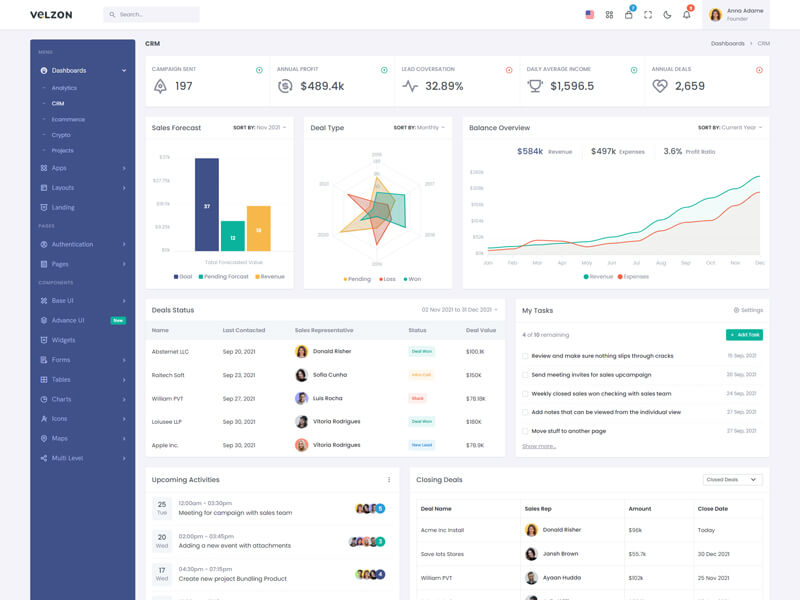 VELZON
Search...
7
Anna Adame
Founder
MENU
Dashboards
Analytics
CRM
Ecommerce
Crypto
Projects
Apps
Layouts
Landing
PAGES
Authentication
Pages
COMPONENTS
Base UI
Advance UI New
Widgets
Forms
Tables
Charts
Icons
Maps
Multi Level
CRM
Dashboards > CRM
CAMPAIGN SENT
197
ANNUAL PROFIT
$489.4k
LEAD COVERSATION
32.89%
DAILY AVERAGE INCOME
$1,596.5
ANNUAL DEALS
2,659
Sales Forecast
SORT BY: Nov 2021
$37k
$27.75k
$18.5k
$9.25k
$0k
37
12
18
Total Forecasted Value
Goal Pending Forcast Revenue
Deal Type
SORT BY: Monthly
2016
2017
2018
2019
2020
2021
Pending Loss Won
Balance Overview
SORT BY: Current Year
$584k Revenue
$497k Expenses
3.6% Profit Ratio
$260k
$208k
$156k
$104k
$52k
$0k
Jan Feb Mar Apr May Jun Jul Aug Sep Oct Nov Dec
Revenue Expenses
Deals Status
02 Nov 2021 to 31 Dec 2021
Name Last Contacted Sales Representative Status Deal Value
Absternet LLC Sep 20, 2021 Donald Risher Deal Won $100.1K
Raitech Soft Sep 23, 2021 Sofia Cunha Intro Call $150K
William PVT Sep 27, 2021 Luis Rocha Stuck $78.18K
Loiusee LLP Sep 30, 2021 Vitoria Rodrigues Deal Won $180K
Apple Inc. Sep 30, 2021 Vitoria Rodrigues New Lead $78.9K
My Tasks
Settings
4 of 10 remaining
+ Add Task
Review and make sure nothing slips through cracks 15 Sep, 2021
Send meeting invites for sales upcampaign 20 Sep, 2021
Weekly closed sales won checking with sales team 24 Sep, 2021
Add notes that can be viewed from the individual view 27 Sep, 2021
Move stuff to another page 27 Sep, 2021
Show more...
Upcoming Activities
25
Tue
12:00am - 03:30pm
Meeting for campaign with sales team
5
20
Wed
02:00pm - 03:45pm
Adding a new event with attachments
3
17
Wed
04:30pm - 07:15pm
Create new project Bundling Product
4
Closing Deals
Closed Deals
Deal Name Sales Rep Amount Close Date
Acme Inc Install Donald Risher $96k Today
Save lots Stores Jansh Brown $55.7k 30 Dec 2021
William PVT Ayaan Hudda $102k 25 Nov 2021